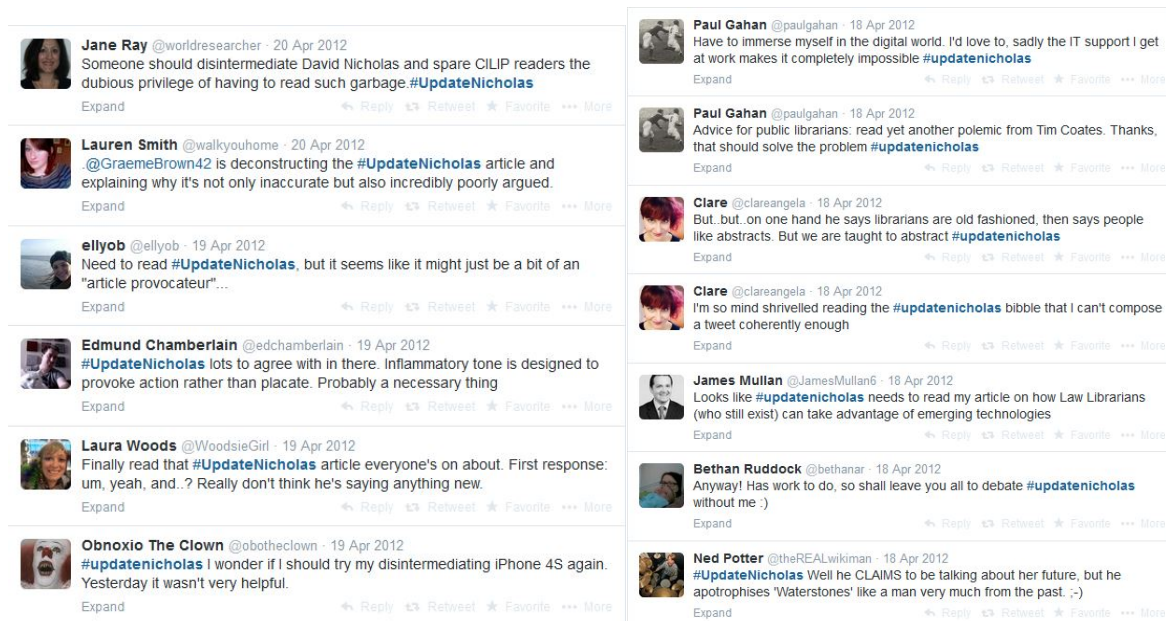 Jane Ray @worldresearcher · 20 Apr 2012
Someone should disintermediate David Nicholas and spare CILIP readers the
dubious privilege of having to read such garbage.#UpdateNicholas
Expand Reply Retweet Favorite More
Lauren Smith @walkyouhome · 20 Apr 2012
.@GraemeBrown42 is deconstructing the #UpdateNicholas article and
explaining why it's not only inaccurate but also incredibly poorly argued.
Expand Reply Retweet Favorite More
ellyob @ellyob · 19 Apr 2012
Need to read #UpdateNicholas, but it seems like it might just be a bit of an
"article provocateur"...
Expand Reply Retweet Favorite More
Edmund Chamberlain @edchamberlain · 19 Apr 2012
#UpdateNicholas lots to agree with in there. Inflammatory tone is designed to
provoke action rather than placate. Probably a necessary thing
Expand Reply Retweet Favorite More
Laura Woods @WoodsieGirl · 19 Apr 2012
Finally read that #UpdateNicholas article everyone's on about. First response:
um, yeah, and..? Really don't think he's saying anything new.
Expand Reply Retweet Favorite More
Obnoxio The Clown @obotheclown · 19 Apr 2012
#updatenicholas I wonder if I should try my disintermediating iPhone 4S again.
Yesterday it wasn't very helpful.
Expand Reply Retweet Favorite More
Paul Gahan @paulgahan · 18 Apr 2012
Have to immerse myself in the digital world. I'd love to, sadly the IT support I get
at work makes it completely impossible #updatenicholas
Expand Reply Retweet Favorite More
Paul Gahan @paulgahan · 18 Apr 2012
Advice for public librarians: read yet another polemic from Tim Coates. Thanks,
that should solve the problem #updatenicholas
Expand Reply Retweet Favorite More
Clare @clareangela · 18 Apr 2012
But..but..on one hand he says librarians are old fashioned, then says people
like abstracts. But we are taught to abstract #updatenicholas
Expand Reply Retweet Favorite More
Clare @clareangela · 18 Apr 2012
I'm so mind shrivelled reading the #updatenicholas bibble that I can't compose
a tweet coherently enough
Expand Reply Retweet Favorite More
James Mullan @JamesMullan6 · 18 Apr 2012
Looks like #updatenicholas needs to read my article on how Law Librarians
(who still exist) can take advantage of emerging technologies
Expand Reply Retweet Favorite More
Bethan Ruddock @bethanar · 18 Apr 2012
Anyway! Has work to do, so shall leave you all to debate #updatenicholas
without me :)
Expand Reply Retweet Favorite More
Ned Potter @theREALwikiman · 18 Apr 2012
#UpdateNicholas Well he CLAIMS to be talking about her future, but he
apotrophises 'Waterstones' like a man very much from the past. ;-)
Expand Reply Retweet Favorite More